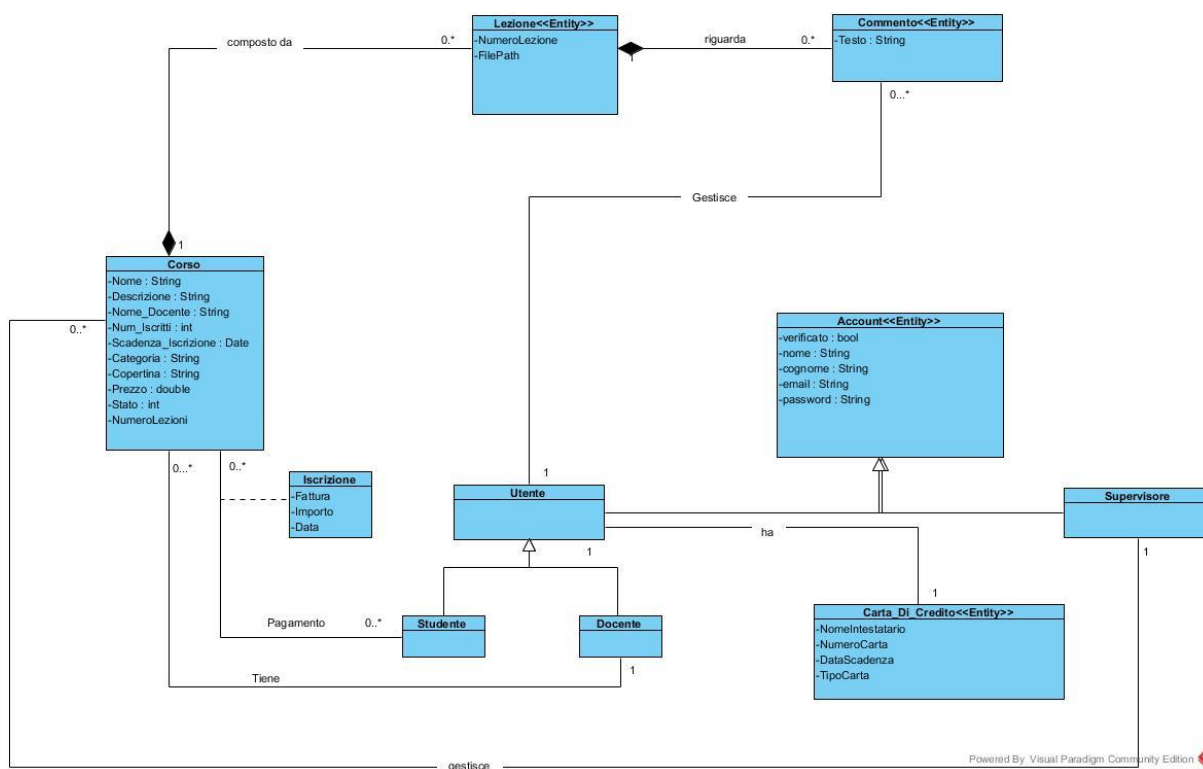 Lezione<<Entity>>
-NumeroLezione
-FilePath
Commento<<Entity>>
-Testo : String
composto da
0.*
riguarda
0..*
1
0...*
Gestisce
1
Corso
-Nome : String
-Descrizione : String
-Nome_Docente : String
-Num_Iscritti : int
-Scadenza_Iscrizione : Date
-Categoria : String
-Copertina : String
-Prezzo : double
-Stato : int
-NumeroLezioni
0..*
Account<<Entity>>
-verificato : bool
-nome : String
-cognome : String
-email : String
-password : String
0...*
0..*
Iscrizione
-Fattura
-Importo
-Data
1
Utente
Supervisore
ha
1
1
1
Studente
Docente
Pagamento
0..*
Carta_Di_Credito<<Entity>>
-NomeIntestatario
-NumeroCarta
-DataScadenza
-TipoCarta
1
Tiene
gestisce
Powered By Visual Paradigm Community Edition